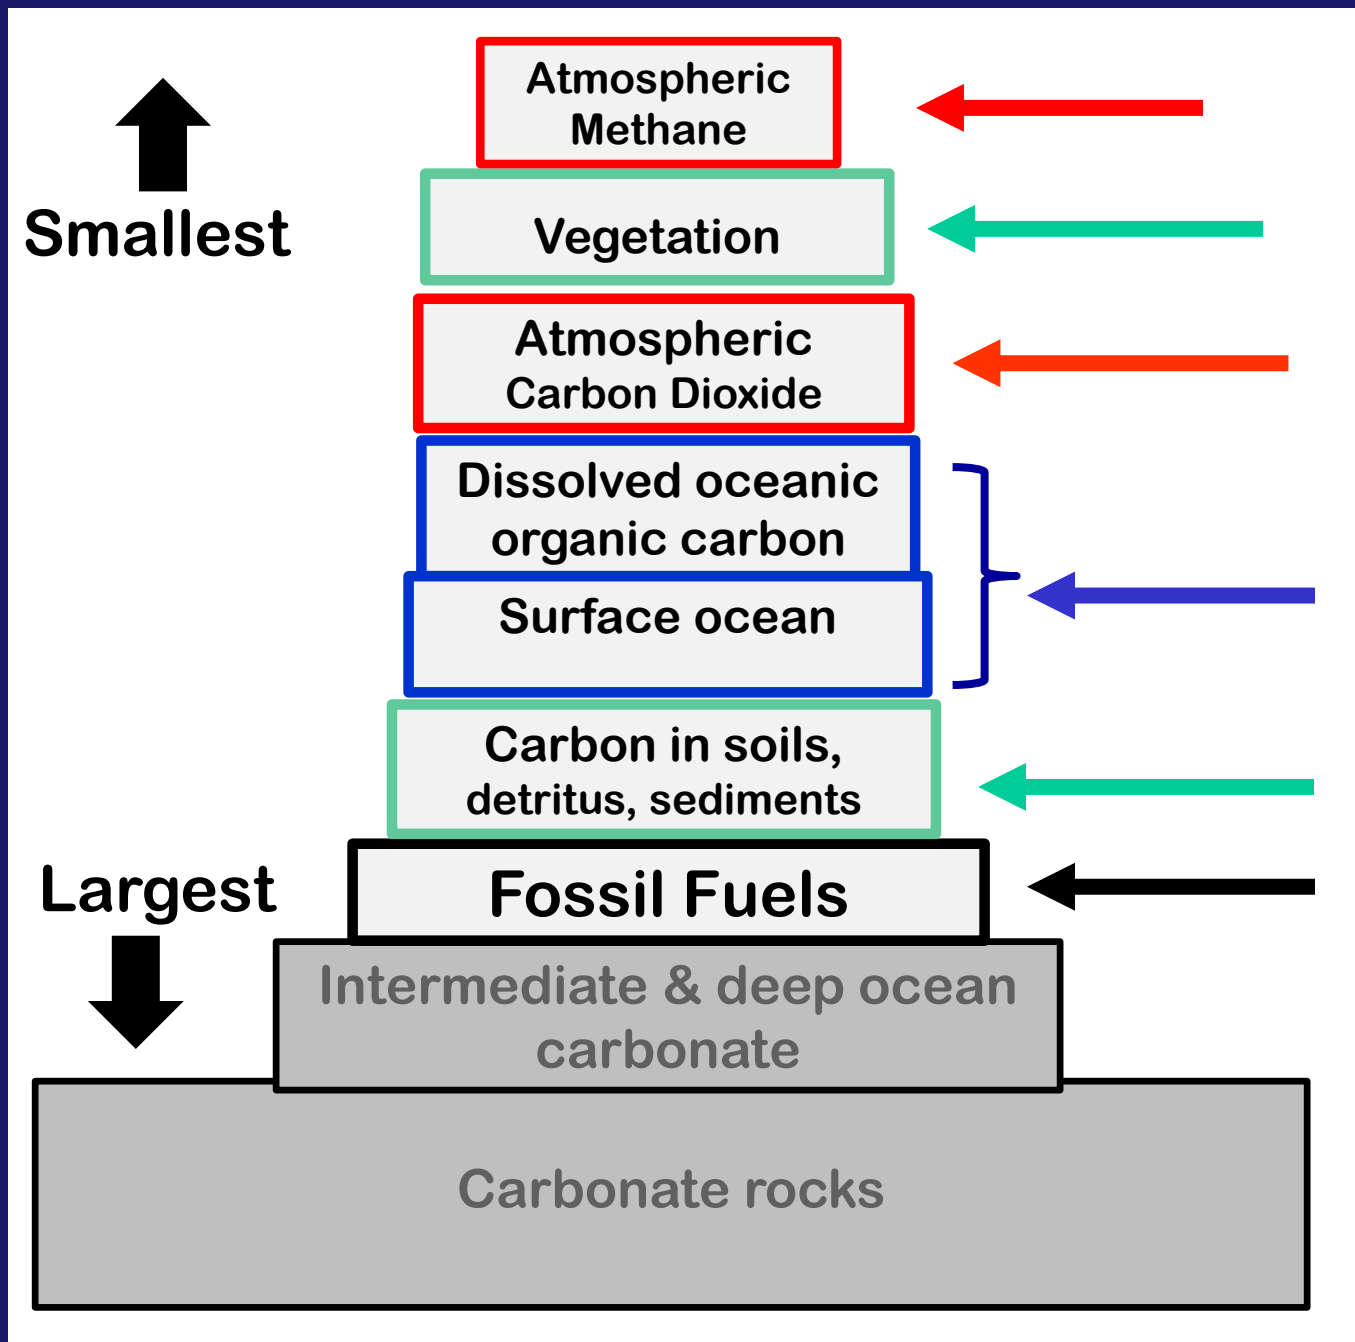 Atmospheric
Methane
Smallest
Vegetation
Atmospheric
Carbon Dioxide
Dissolved oceanic
organic carbon
Surface ocean
Carbon in soils,
detritus, sediments
Largest
Fossil Fuels
Intermediate & deep ocean
carbonate
Carbonate rocks